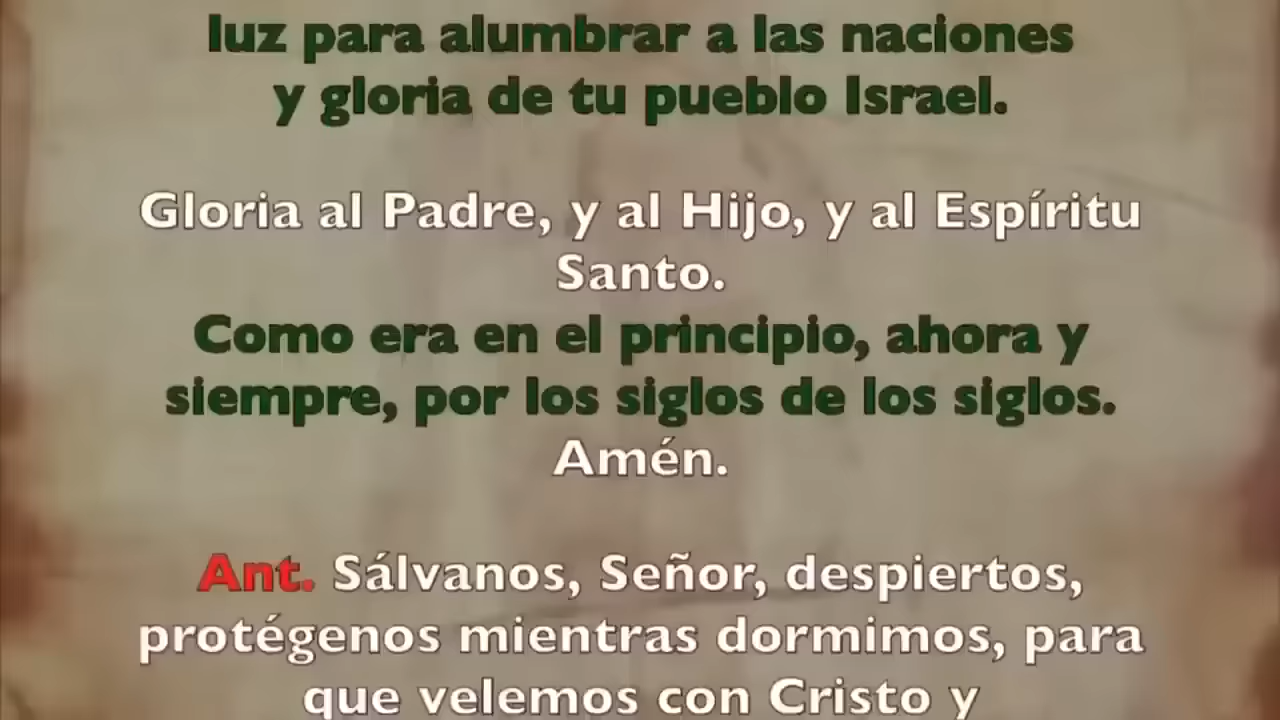 luz para alumbrar a las naciones
y gloria de tu pueblo Israel.
Gloria al Padre, y al Hijo, y al Espíritu
Santo.
Como era en el principio, ahora y
siempre, por los siglos de los siglos.
Amén.
Ant. Sálvanos, Señor, despiertos,
protégenos mientras dormimos, para
que velemos con Cristo y